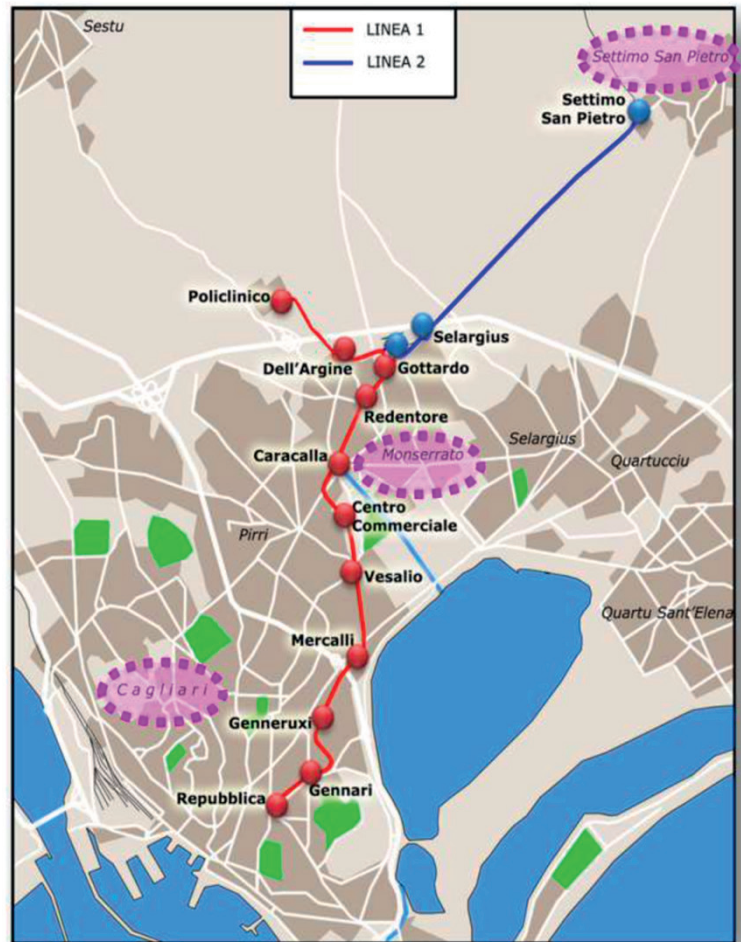 LINEA 1
LINEA 2
Sestu
Settimo San Pietro
Settimo
San Pietro
Policlinico
Selargius
Dell'Argine
Gottardo
Redentore
Caracalla
Monserrato
Selargius
Quartucciu
Centro
Commerciale
Pirri
Vesalio
Quartu Sant'Elena
Mercalli
Cagliari
Genneruxi
Gennari
Repubblica